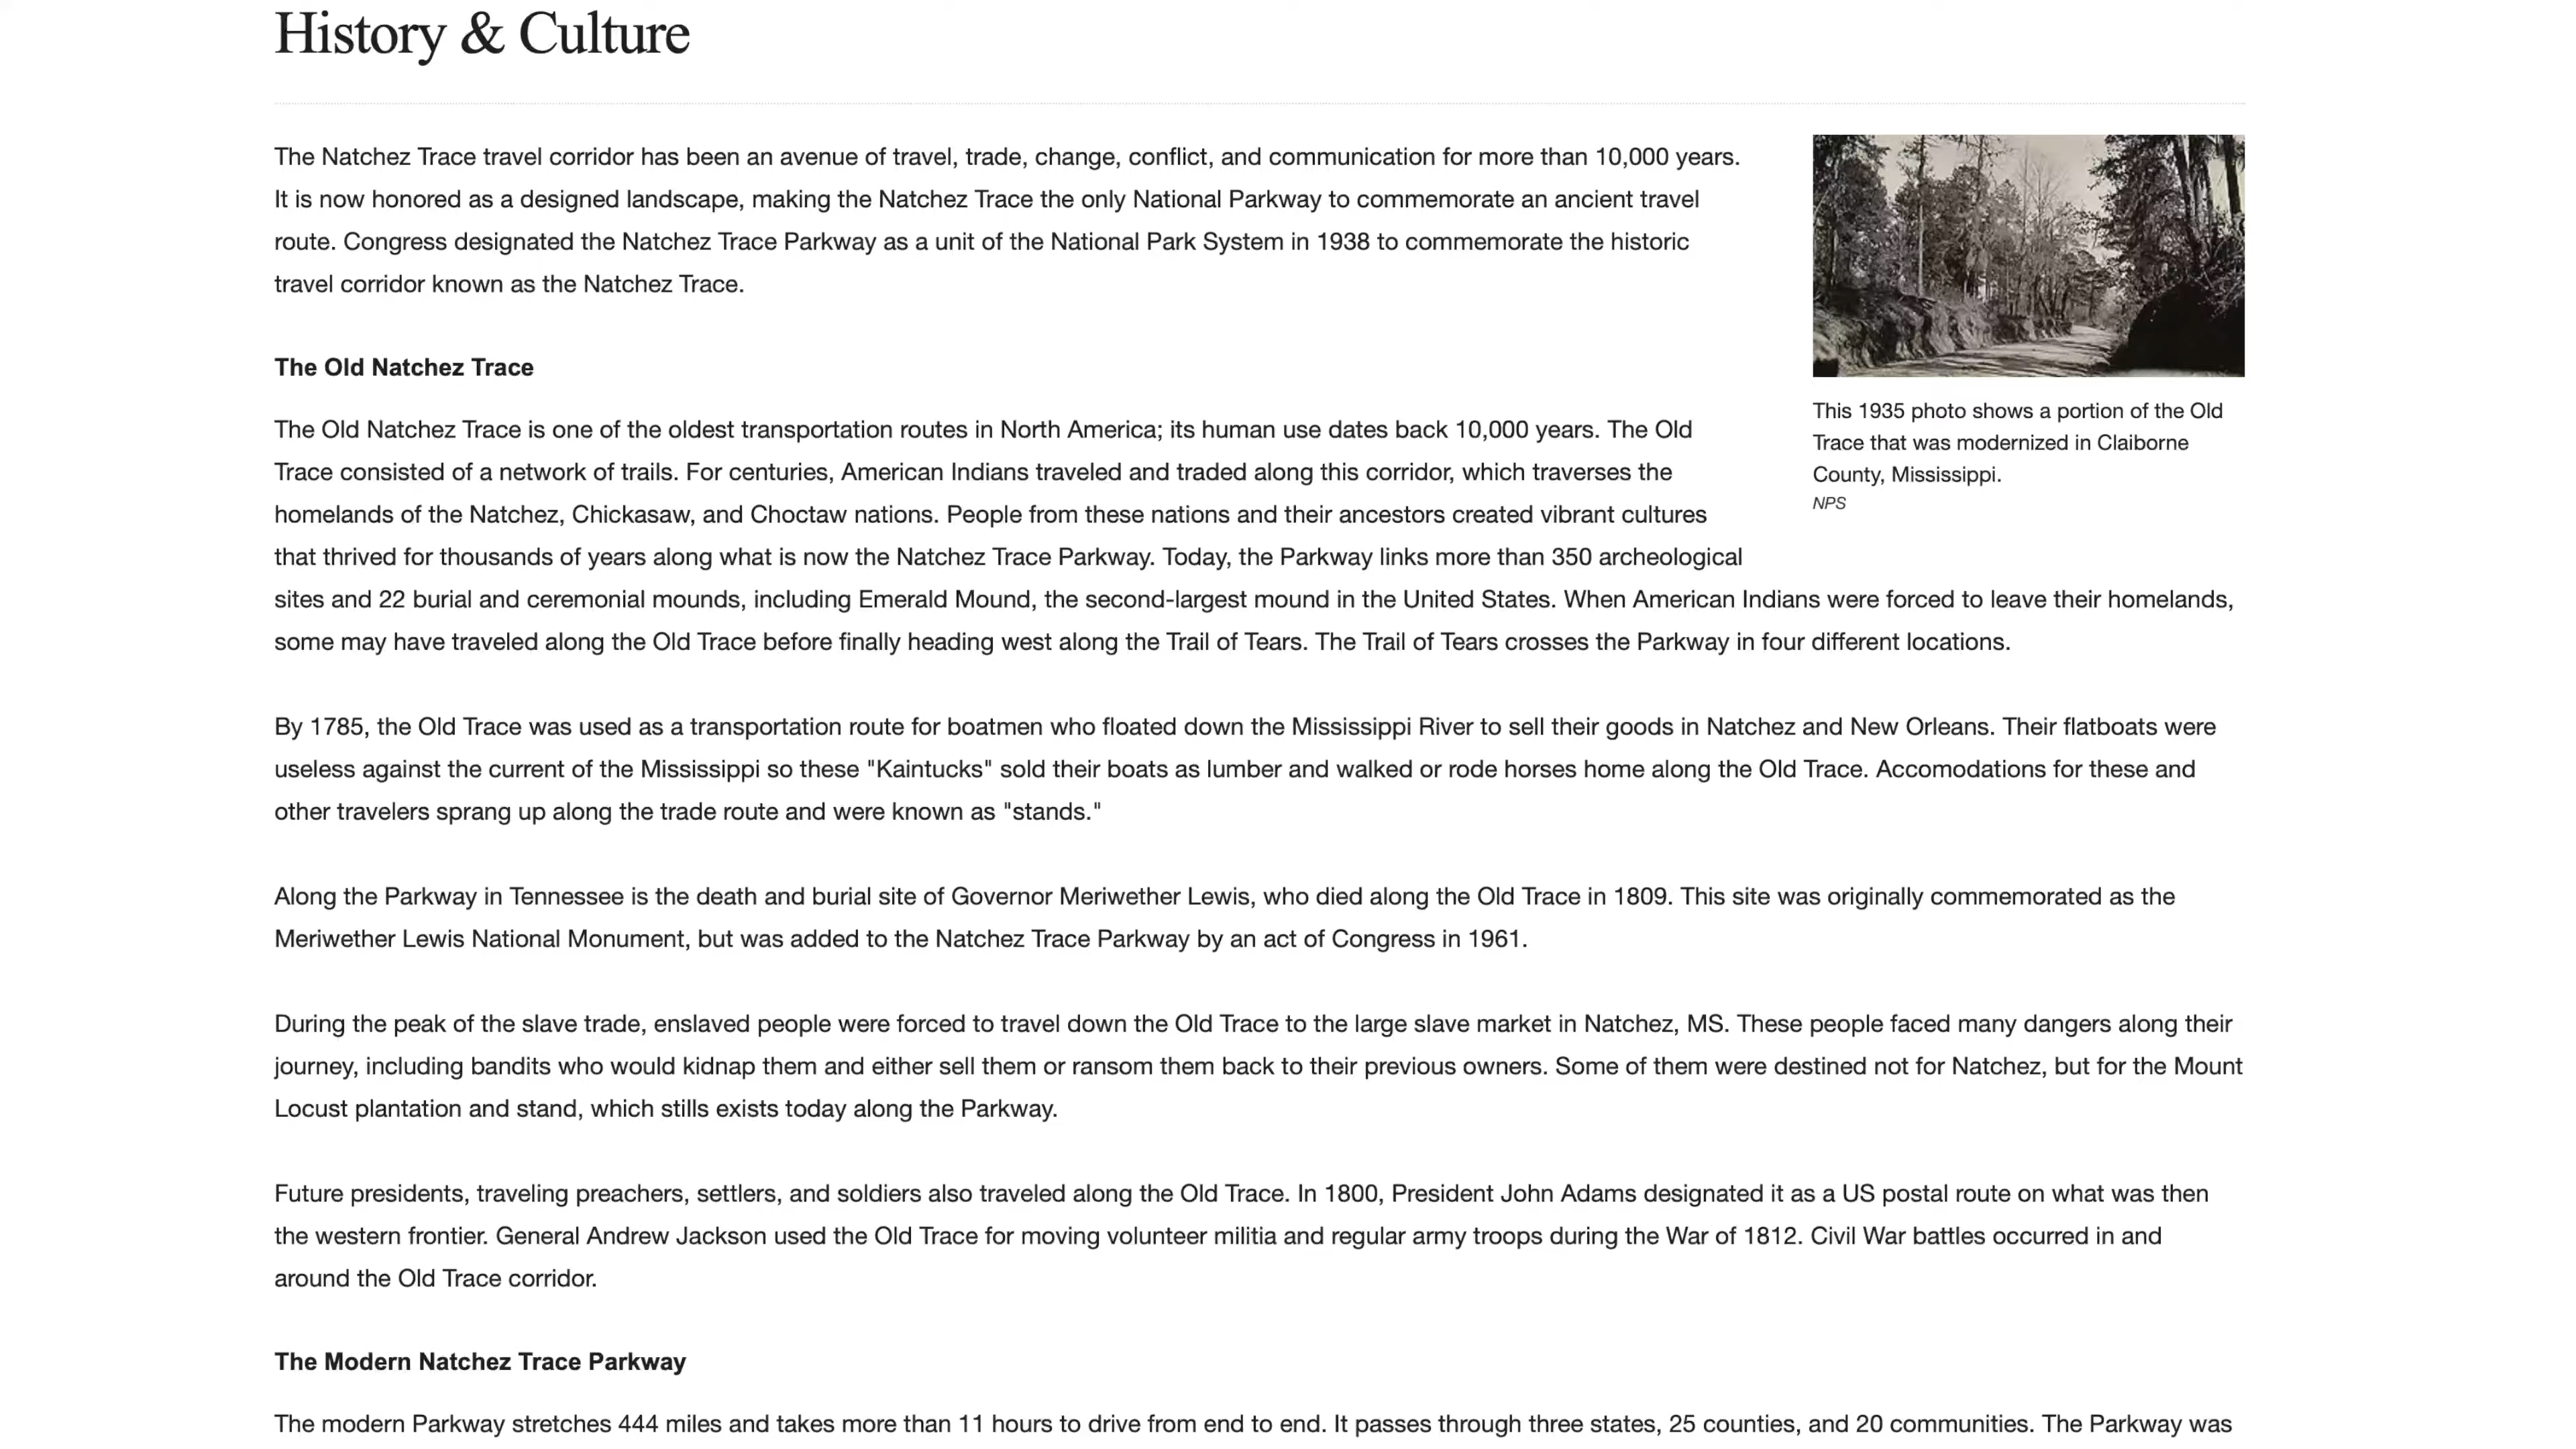 History & Culture
The Natchez Trace travel corridor has been an avenue of travel, trade, change, conflict, and communication for more than 10,000 years.
It is now honored as a designed landscape, making the Natchez Trace the only National Parkway to commemorate an ancient travel
route. Congress designated the Natchez Trace Parkway as a unit of the National Park System in 1938 to commemorate the historic
travel corridor known as the Natchez Trace.
This 1935 photo shows a portion of the Old
Trace that was modernized in Claiborne
County, Mississippi.
NPS
The Old Natchez Trace
The Old Natchez Trace is one of the oldest transportation routes in North America; its human use dates back 10,000 years. The Old
Trace consisted of a network of trails. For centuries, American Indians traveled and traded along this corridor, which traverses the
homelands of the Natchez, Chickasaw, and Choctaw nations. People from these nations and their ancestors created vibrant cultures
that thrived for thousands of years along what is now the Natchez Trace Parkway. Today, the Parkway links more than 350 archeological
sites and 22 burial and ceremonial mounds, including Emerald Mound, the second-largest mound in the United States. When American Indians were forced to leave their homelands,
some may have traveled along the Old Trace before finally heading west along the Trail of Tears. The Trail of Tears crosses the Parkway in four different locations.
By 1785, the Old Trace was used as a transportation route for boatmen who floated down the Mississippi River to sell their goods in Natchez and New Orleans. Their flatboats were
useless against the current of the Mississippi so these "Kaintucks" sold their boats as lumber and walked or rode horses home along the Old Trace. Accomodations for these and
other travelers sprang up along the trade route and were known as "stands."
Along the Parkway in Tennessee is the death and burial site of Governor Meriwether Lewis, who died along the Old Trace in 1809. This site was originally commemorated as the
Meriwether Lewis National Monument, but was added to the Natchez Trace Parkway by an act of Congress in 1961.
During the peak of the slave trade, enslaved people were forced to travel down the Old Trace to the large slave market in Natchez, MS. These people faced many dangers along their
journey, including bandits who would kidnap them and either sell them or ransom them back to their previous owners. Some of them were destined not for Natchez, but for the Mount
Locust plantation and stand, which stills exists today along the Parkway.
Future presidents, traveling preachers, settlers, and soldiers also traveled along the Old Trace. In 1800, President John Adams designated it as a US postal route on what was then
the western frontier. General Andrew Jackson used the Old Trace for moving volunteer militia and regular army troops during the War of 1812. Civil War battles occurred in and
around the Old Trace corridor.
The Modern Natchez Trace Parkway
The modern Parkway stretches 444 miles and takes more than 11 hours to drive from end to end. It passes through three states, 25 counties, and 20 communities. The Parkway was